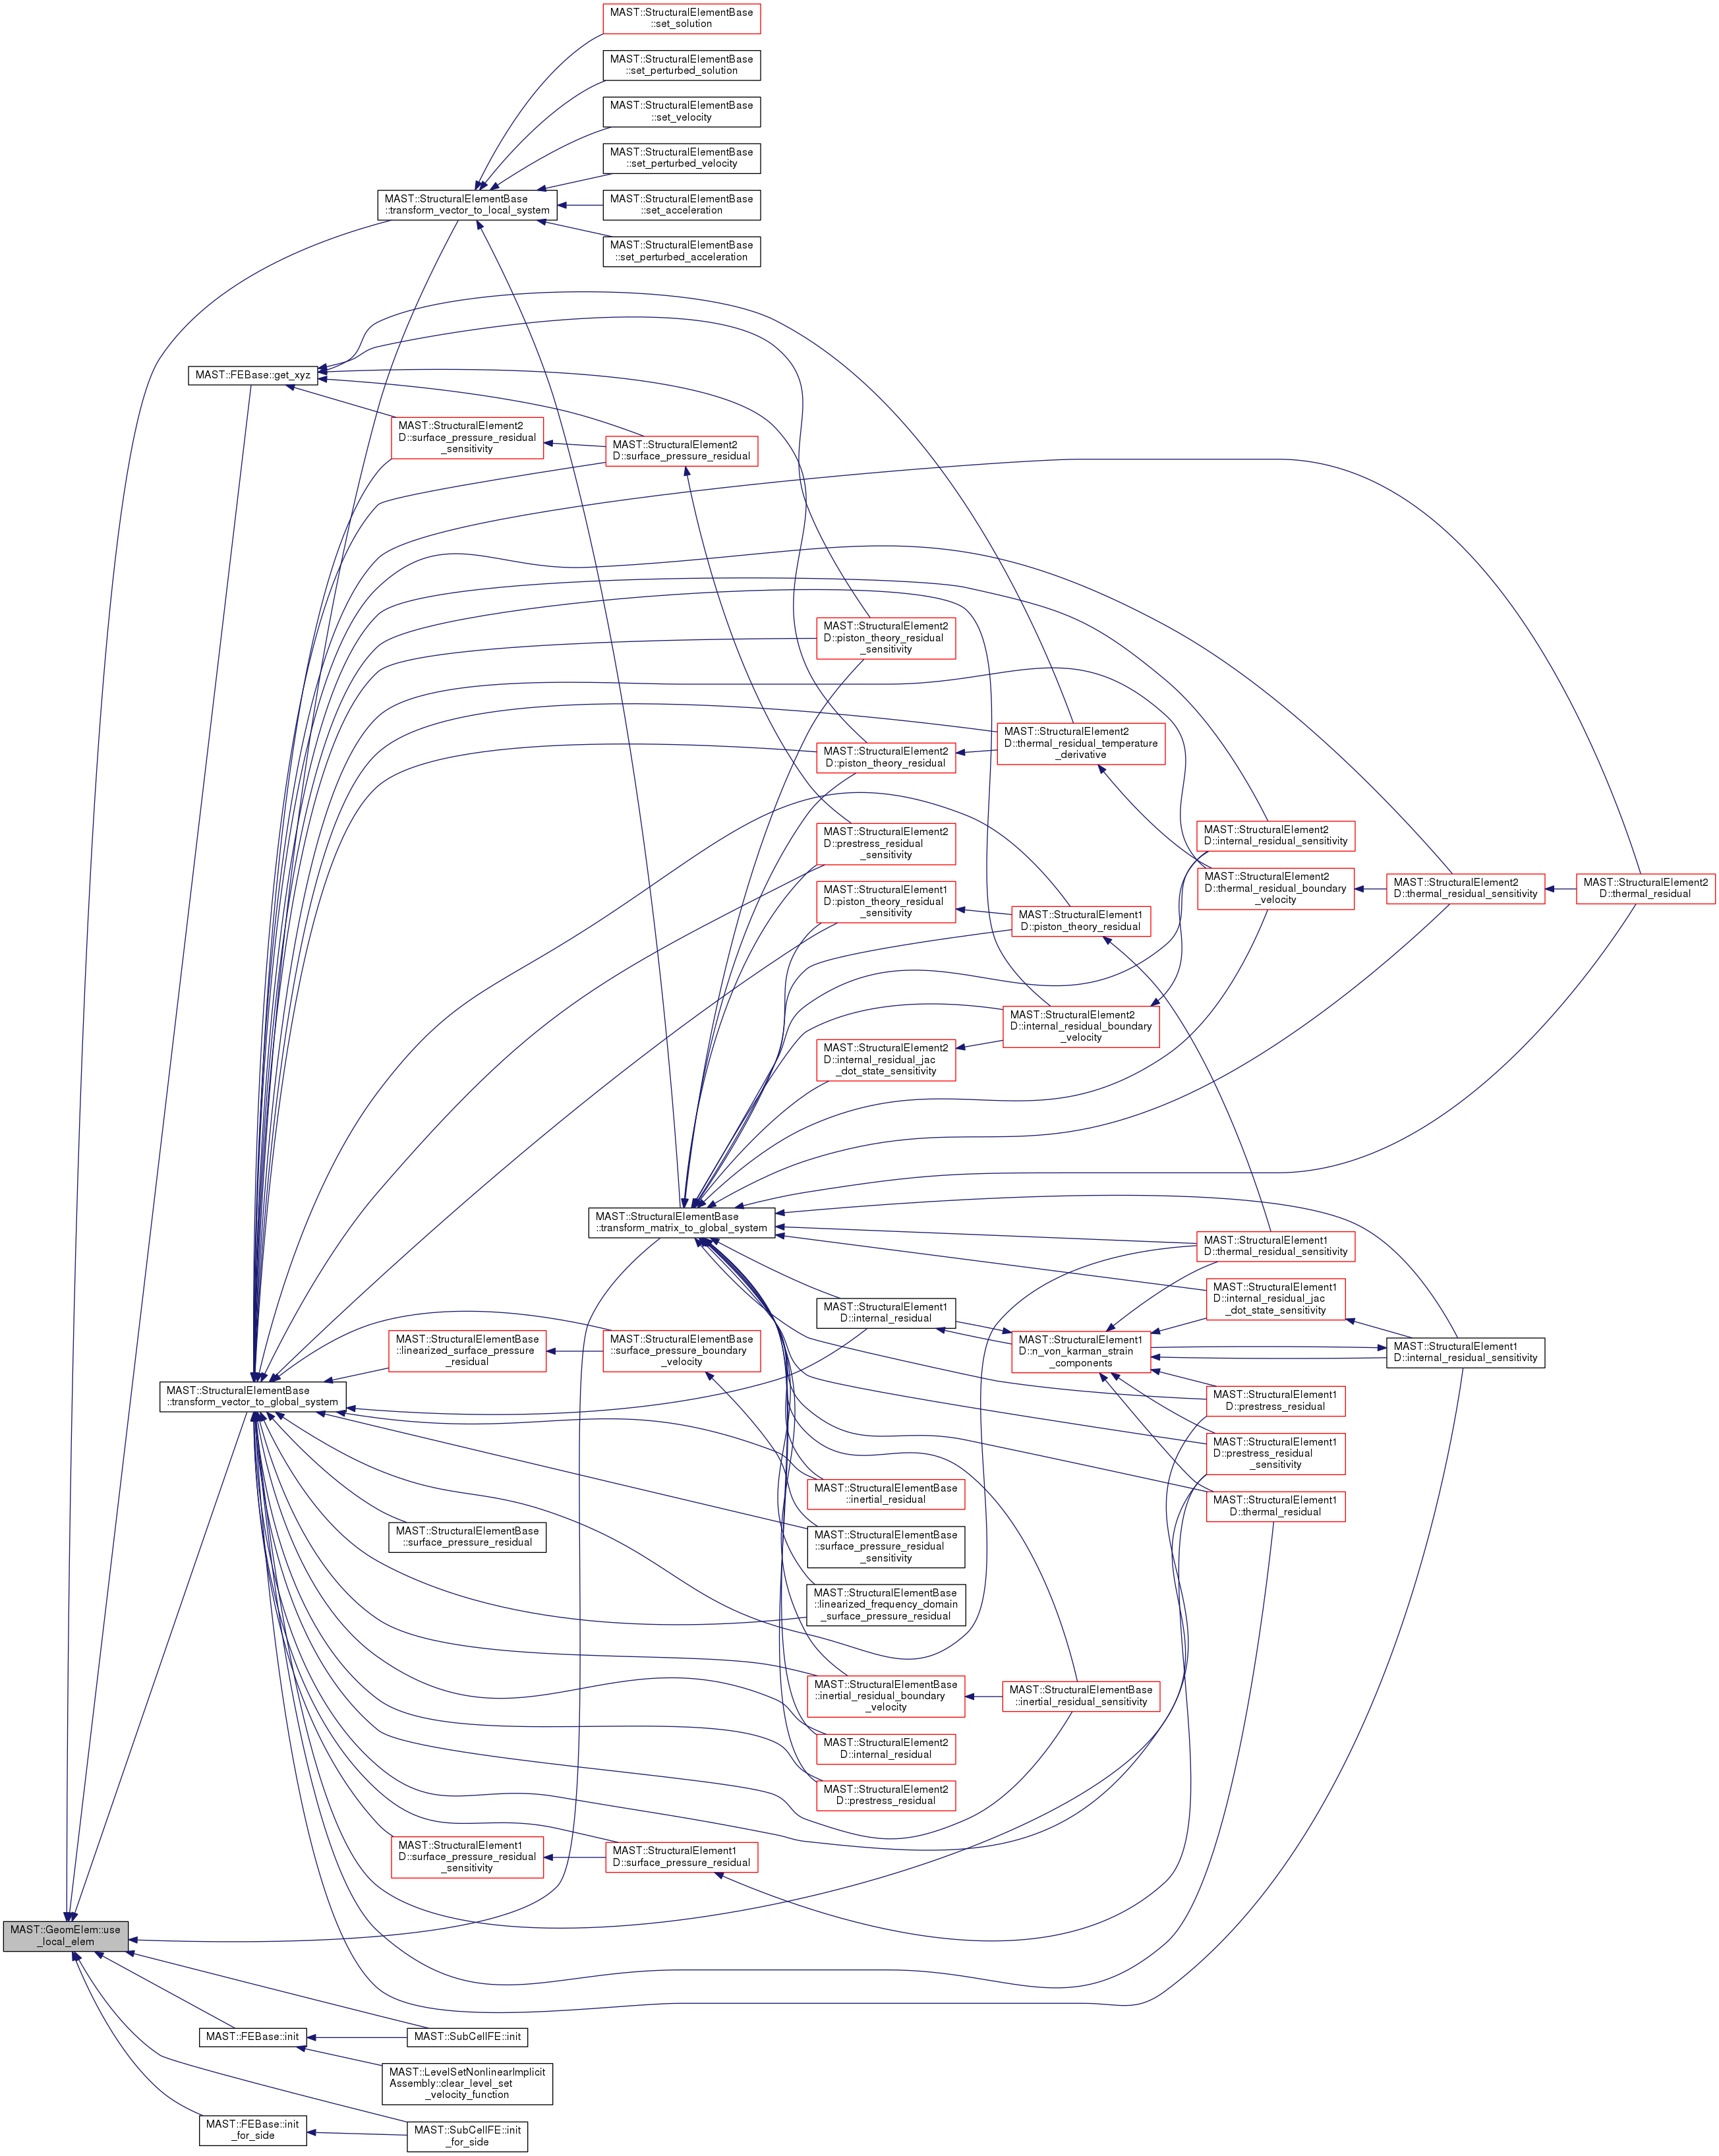 MAST::StructuralElementBase
::set_solution
MAST::StructuralElementBase
::set_perturbed_solution
MAST::StructuralElementBase
::set_velocity
MAST::StructuralElementBase
::set_perturbed_velocity
MAST::StructuralElementBase
::transform_vector_to_local_system
MAST::StructuralElementBase
::set_acceleration
MAST::StructuralElementBase
::set_perturbed_acceleration
MAST::FEBase::get_xyz
MAST::StructuralElement2
D::surface_pressure_residual
_sensitivity
MAST::StructuralElement2
D::surface_pressure_residual
MAST::StructuralElement2
D::piston_theory_residual
_sensitivity
MAST::StructuralElement2
D::thermal_residual_temperature
_derivative
MAST::StructuralElement2
D::piston_theory_residual
MAST::StructuralElement2
D::prestress_residual
_sensitivity
MAST::StructuralElement2
D::internal_residual_sensitivity
MAST::StructuralElement2
D::thermal_residual_boundary
_velocity
MAST::StructuralElement2
D::thermal_residual_sensitivity
MAST::StructuralElement2
D::thermal_residual
MAST::StructuralElement1
D::piston_theory_residual
_sensitivity
MAST::StructuralElement1
D::piston_theory_residual
MAST::StructuralElement2
D::internal_residual_boundary
_velocity
MAST::StructuralElement2
D::internal_residual_jac
_dot_state_sensitivity
MAST::StructuralElementBase
::transform_matrix_to_global_system
MAST::StructuralElement1
D::thermal_residual_sensitivity
MAST::StructuralElement1
D::internal_residual_jac
_dot_state_sensitivity
MAST::StructuralElement1
D::internal_residual
MAST::StructuralElement1
D::n_von_karman_strain
_components
MAST::StructuralElement1
D::internal_residual_sensitivity
MAST::StructuralElementBase
::linearized_surface_pressure
_residual
MAST::StructuralElementBase
::surface_pressure_boundary
_velocity
MAST::StructuralElementBase
::transform_vector_to_global_system
MAST::StructuralElement1
D::prestress_residual
MAST::StructuralElement1
D::prestress_residual
_sensitivity
MAST::StructuralElementBase
::inertial_residual
MAST::StructuralElement1
D::thermal_residual
MAST::StructuralElementBase
::surface_pressure_residual
MAST::StructuralElementBase
::surface_pressure_residual
_sensitivity
MAST::StructuralElementBase
::linearized_frequency_domain
_surface_pressure_residual
MAST::StructuralElementBase
::inertial_residual_boundary
_velocity
MAST::StructuralElementBase
::inertial_residual_sensitivity
MAST::StructuralElement2
D::internal_residual
MAST::StructuralElement2
D::prestress_residual
MAST::StructuralElement1
D::surface_pressure_residual
_sensitivity
MAST::StructuralElement1
D::surface_pressure_residual
MAST::GeomElem::use
_local_elem
MAST::FEBase::init
MAST::SubCellFE::init
MAST::LevelSetNonlinearImplicit
Assembly::clear_level_set
_velocity_function
MAST::FEBase::init
_for_side
MAST::SubCellFE::init
_for_side